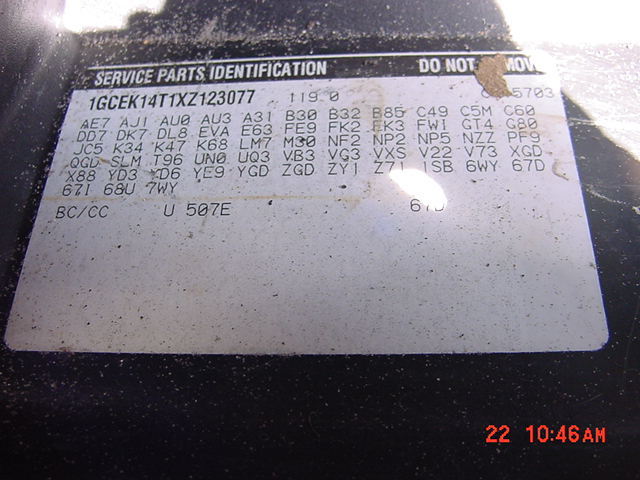 SERVICE PARTS IDENTIFICATION DO NOT
1GCEK14T1XZ123077 119.0 5703
AE7 AJ1 AU0 AU3 A31 B30 B32 B85 C49 C5M C60
DD7 DK7 DL8 EVA E63 FE9 FK2 FK3 FW1 GT4 G80
JC5 K34 K47 K68 LM7 M30 NF2 NP2 NP5 NZZ PF9
QGD SLM T96 UN0 UQ3 VB3 VG3 VXS V22 V73 XGD
X88 YD3 YD6 YE9 YGD ZGD ZY1 Z71 1SB 6WY 67D
67I 68U 7WY
BC/CC U 507E 67D
22 10:46AM